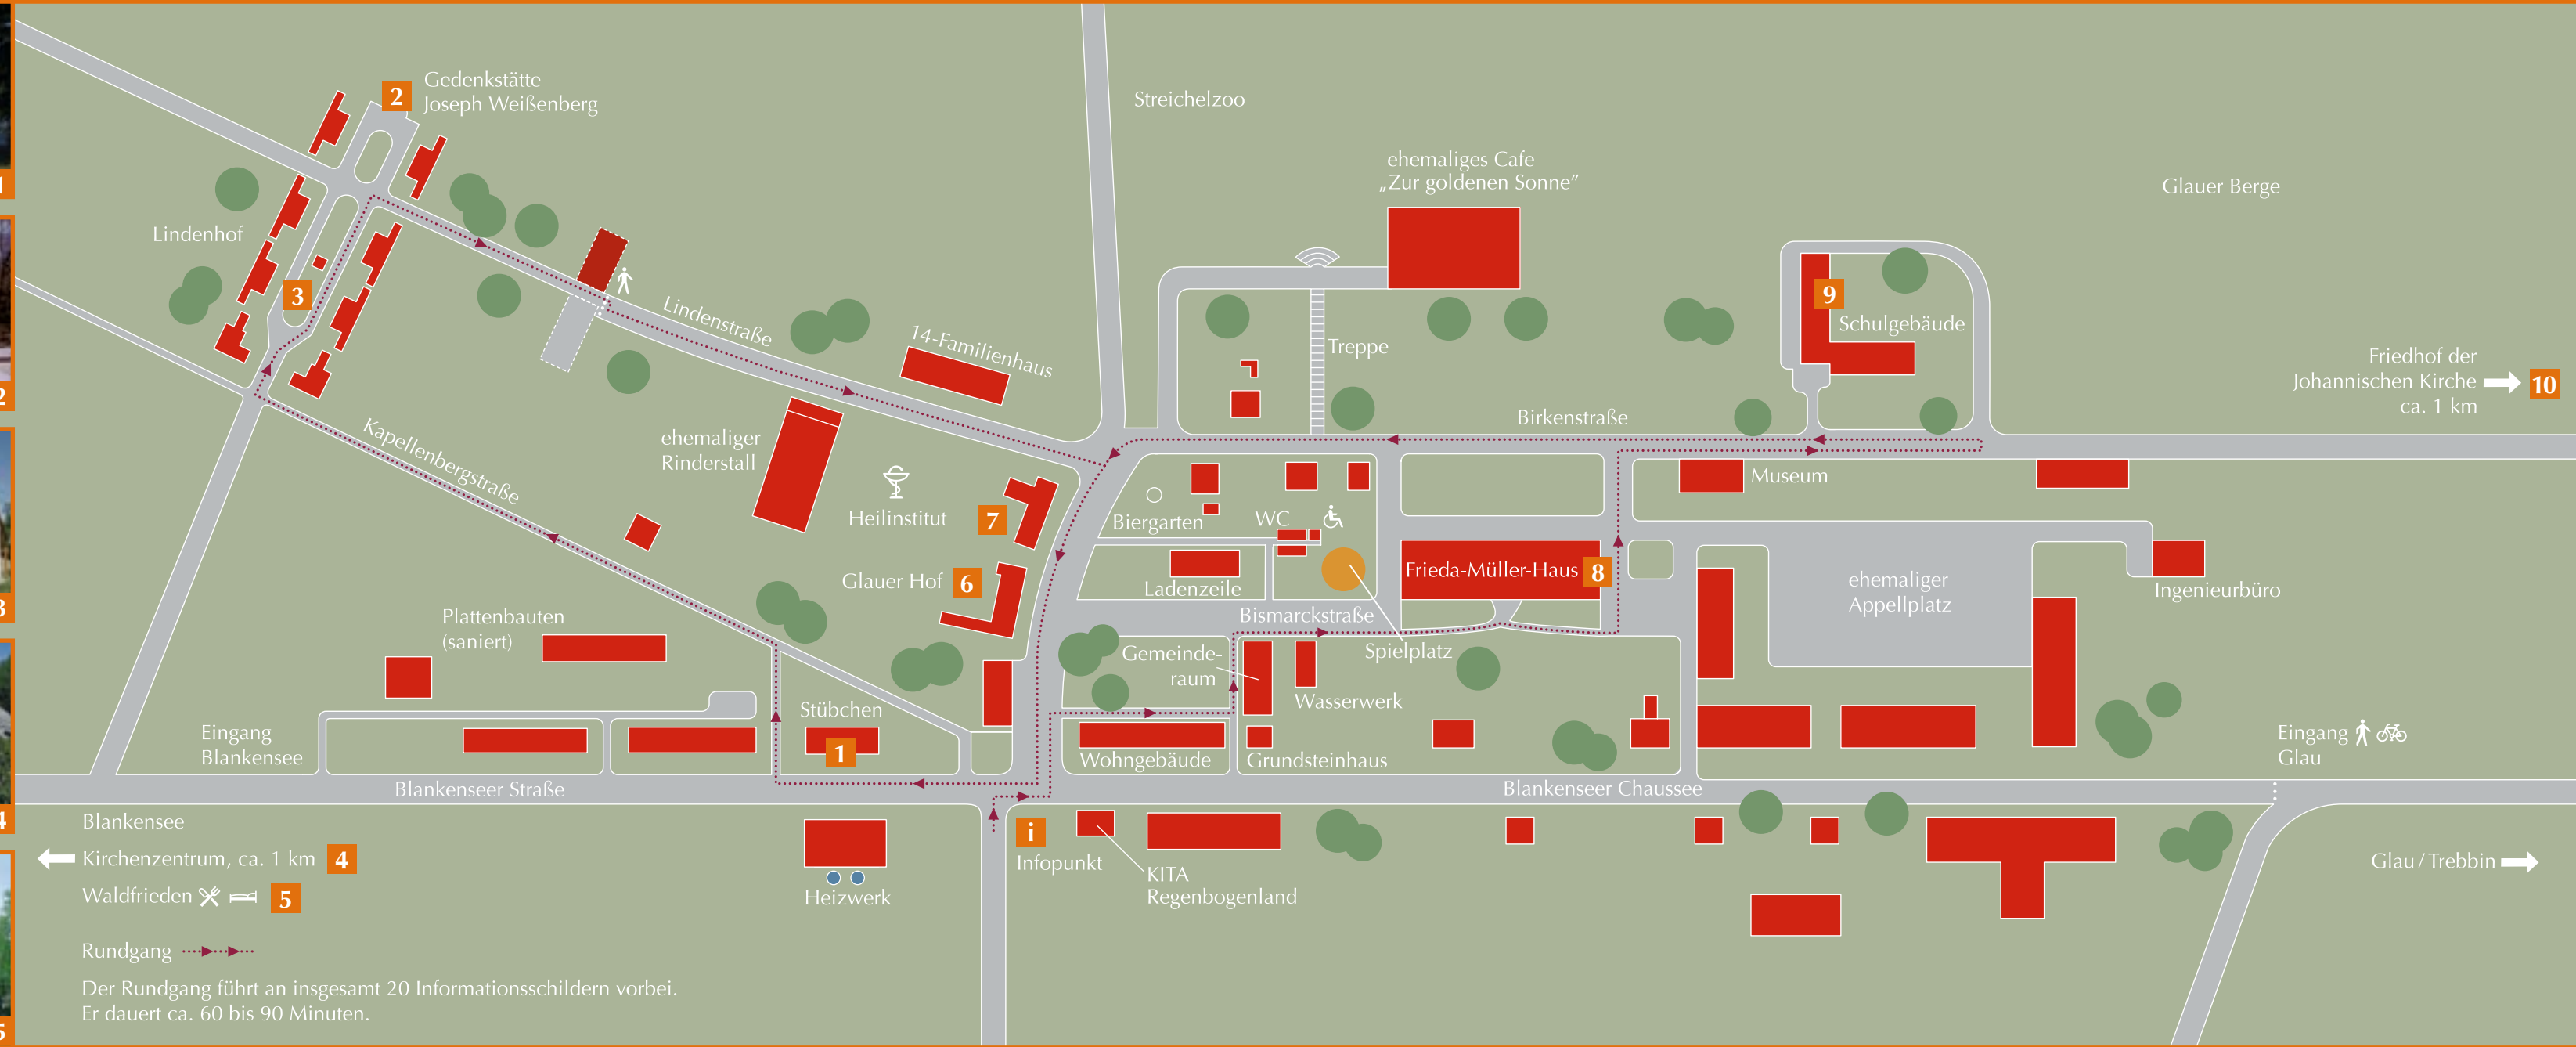 2
Gedenkstätte
Joseph Weißenberg
Streichelzoo
ehemaliges Cafe
„Zur goldenen Sonne”
Glauer Berge
1
Lindenhof
3
Lindenstraße
14-Familienhaus
Treppe
9
Schulgebäude
Friedhof der
Johannischen Kirche
ca. 1 km
10
2
Kapellenbergstraße
Birkenstraße
ehemaliger
Rinderstall
Museum
Heilinstitut
7
Biergarten
WC
Glauer Hof
6
Ladenzeile
Frieda-Müller-Haus
8
ehemaliger
Appellplatz
Ingenieurbüro
3
Plattenbauten
(saniert)
Bismarckstraße
Spielplatz
Gemeinde-
raum
Wasserwerk
Stübchen
1
Eingang
Blankensee
Wohngebäude
Grundsteinhaus
Eingang
Glau
Blankenseer Straße
Blankenseer Chaussee
4
Blankensee
Kirchenzentrum, ca. 1 km
4
Waldfrieden
5
i
Infopunkt
KITA
Regenbogenland
Heizwerk
Glau/Trebbin
Rundgang
Der Rundgang führt an insgesamt 20 Informationsschildern vorbei.
Er dauert ca. 60 bis 90 Minuten.
5